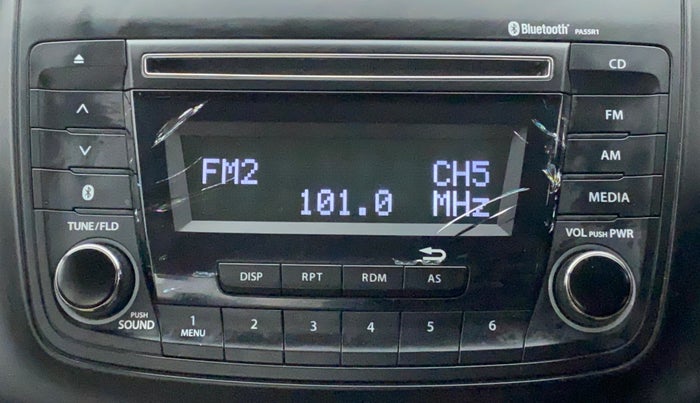 Bluetooth PA5SR1
CD
FM
AM
MEDIA
FM2 CH5
101.0 MHz
TUNE/FLD
VOL PUSH PWR
DISP RPT RDM AS
PUSH
SOUND
1 2 3 4 5 6
MENU